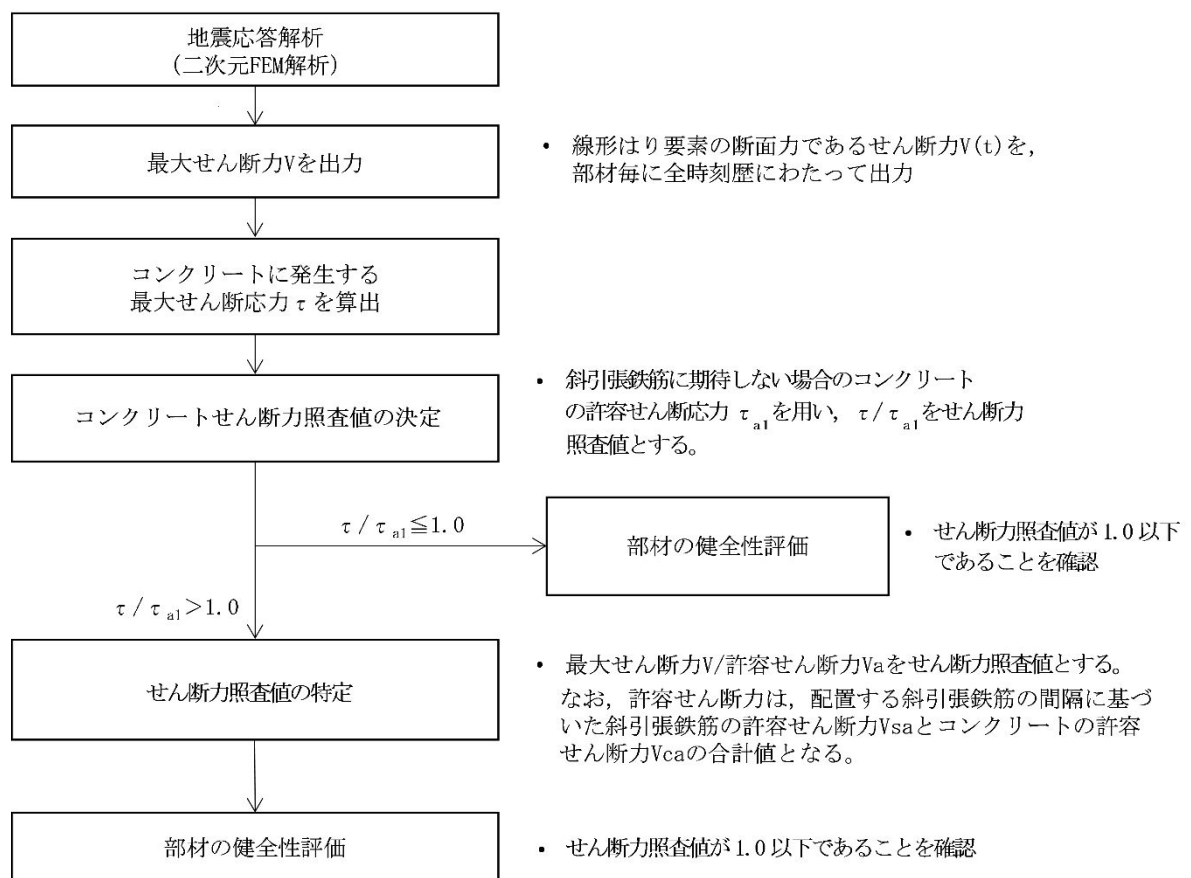 地震応答解析
(二次元FEM解析)
最大せん断力Vを出力
・ 線形はり要素の断面力であるせん断力V(t)を,
部材毎に全時刻歴にわたって出力
コンクリートに発生する
最大せん断応力τを算出
コンクリートせん断力照査値の決定
・ 斜引張鉄筋に期待しない場合のコンクリート
の許容せん断応力 τa1を用い, τ/τa1をせん断力
照査値とする。
τ/τa1≦1.0
部材の健全性評価
・ せん断力照査値が1.0以下
であることを確認
τ/τa1>1.0
せん断力照査値の特定
・ 最大せん断力V/許容せん断力Vaをせん断力照査値とする。
なお, 許容せん断力は, 配置する斜引張鉄筋の間隔に基づ
いた斜引張鉄筋の許容せん断力Vsaとコンクリートの許容
せん断力Vcaの合計値となる。
部材の健全性評価
・ せん断力照査値が1.0以下であることを確認